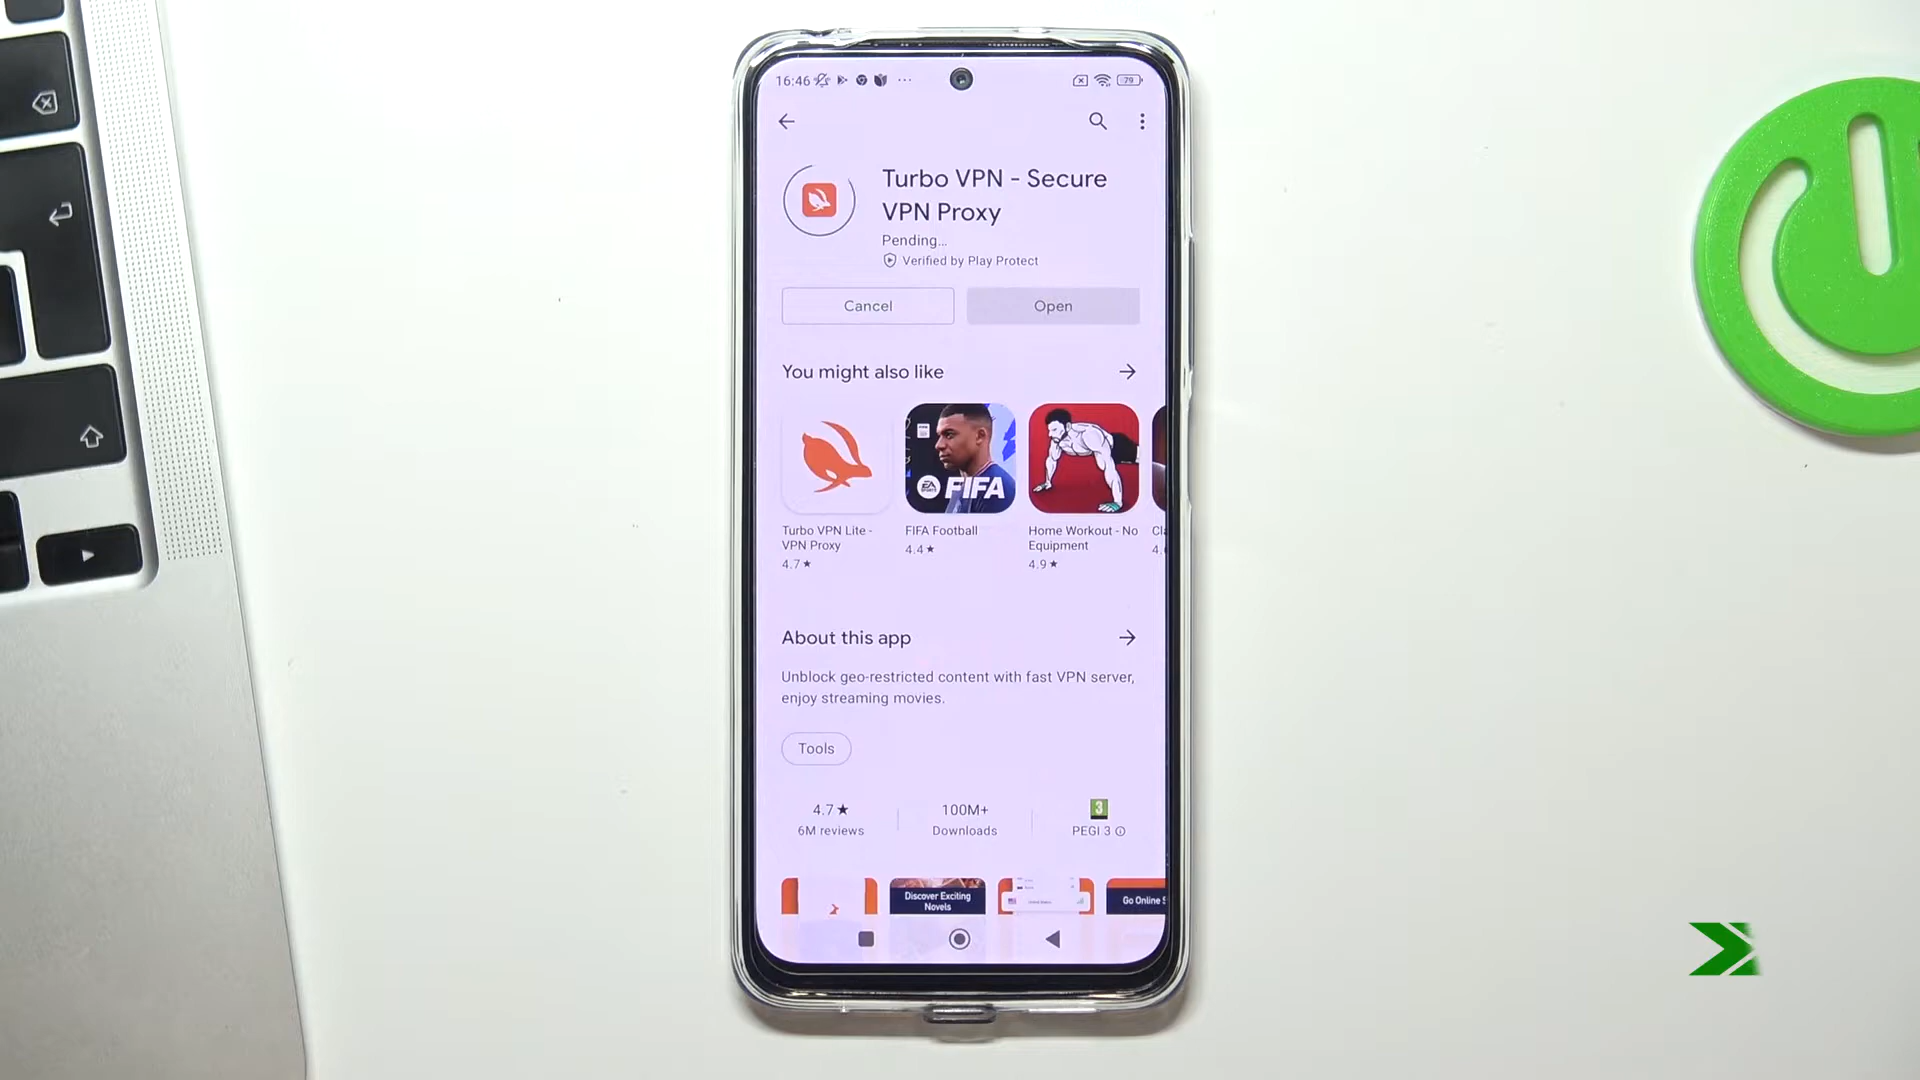 16:46
79
Turbo VPN - Secure
VPN Proxy
Pending...
Verified by Play Protect
Cancel
Open
You might also like
EA SPORTS FIFA
Turbo VPN Lite -
VPN Proxy
4.7★
FIFA Football
4.4★
Home Workout - No
Equipment
4.9★
About this app
Unblock geo-restricted content with fast VPN server,
enjoy streaming movies.
Tools
4.7★
6M reviews
100M+
Downloads
3
PEGI 3
Discover Exciting
Novels
Go Online